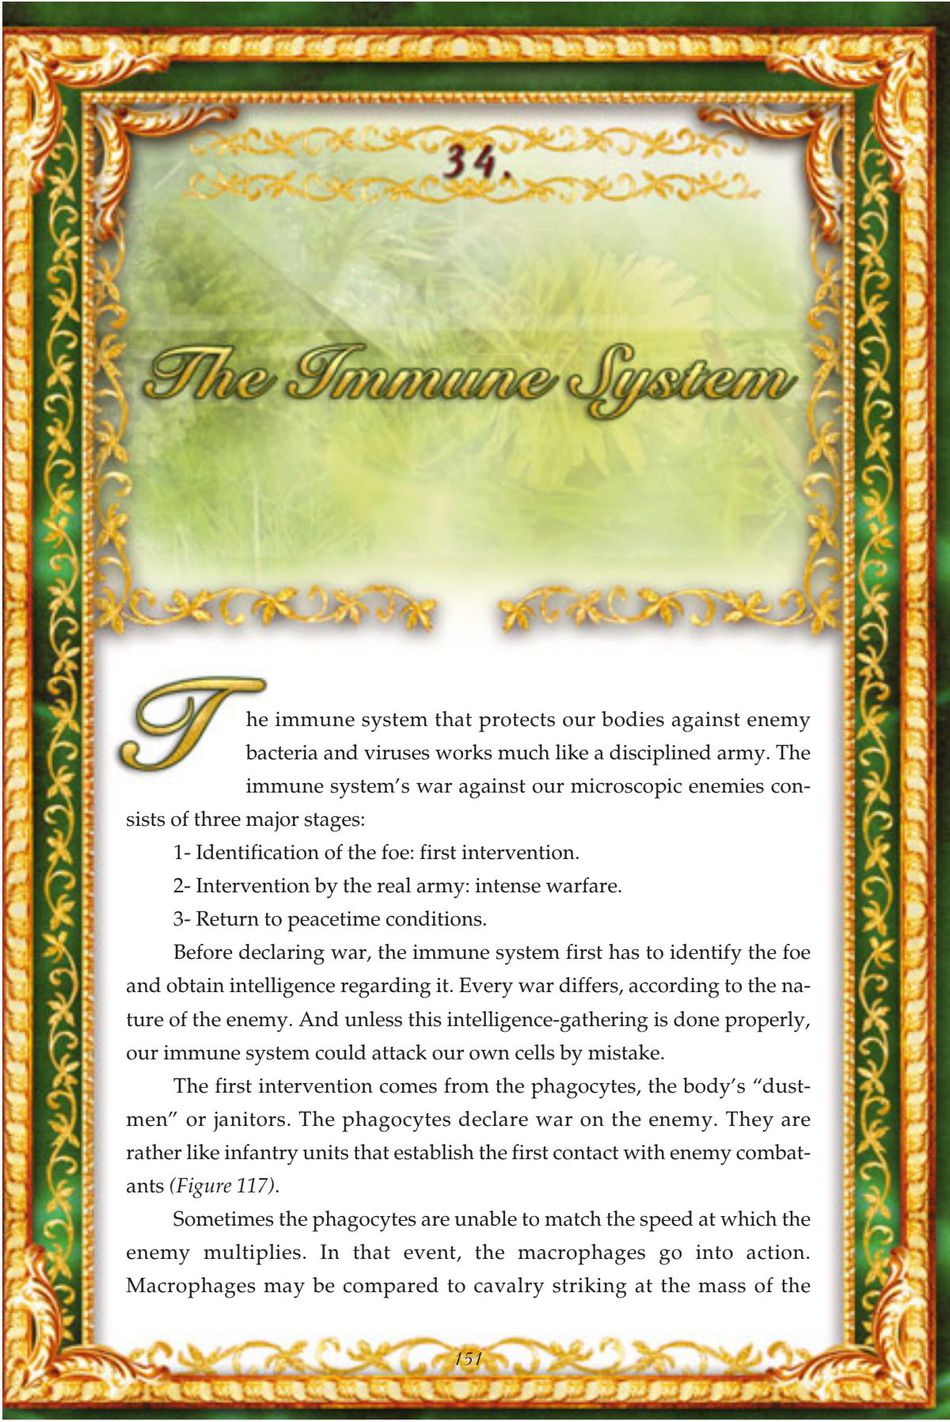 34.
The Immune System
The immune system that protects our bodies against enemy
bacteria and viruses works much like a disciplined army. The
immune system's war against our microscopic enemies con-
sists of three major stages:
1- Identification of the foe: first intervention.
2- Intervention by the real army: intense warfare.
3- Return to peacetime conditions.
Before declaring war, the immune system first has to identify the foe
and obtain intelligence regarding it. Every war differs, according to the na-
ture of the enemy. And unless this intelligence-gathering is done properly,
our immune system could attack our own cells by mistake.
The first intervention comes from the phagocytes, the body's “dust-
men” or janitors. The phagocytes declare war on the enemy. They are
rather like infantry units that establish the first contact with enemy combat-
ants (Figure 117).
Sometimes the phagocytes are unable to match the speed at which the
enemy multiplies. In that event, the macrophages go into action.
Macrophages may be compared to cavalry striking at the mass of the
151